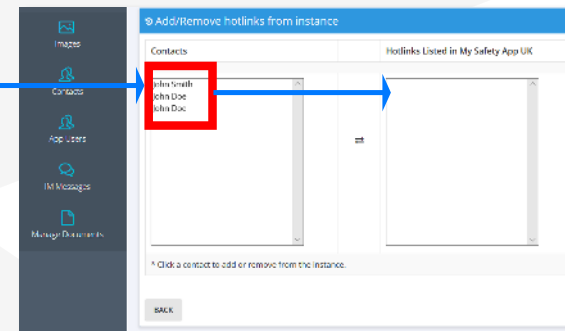 Images
Contacts
App Users
IM Messages
Manage Documents
Add/Remove hotlinks from instance
Contacts
Hotlinks Listed in My Safety App UK
John Smith
John Doe
John Doe
^ Click a contact to add or remove from the instance.
BACK